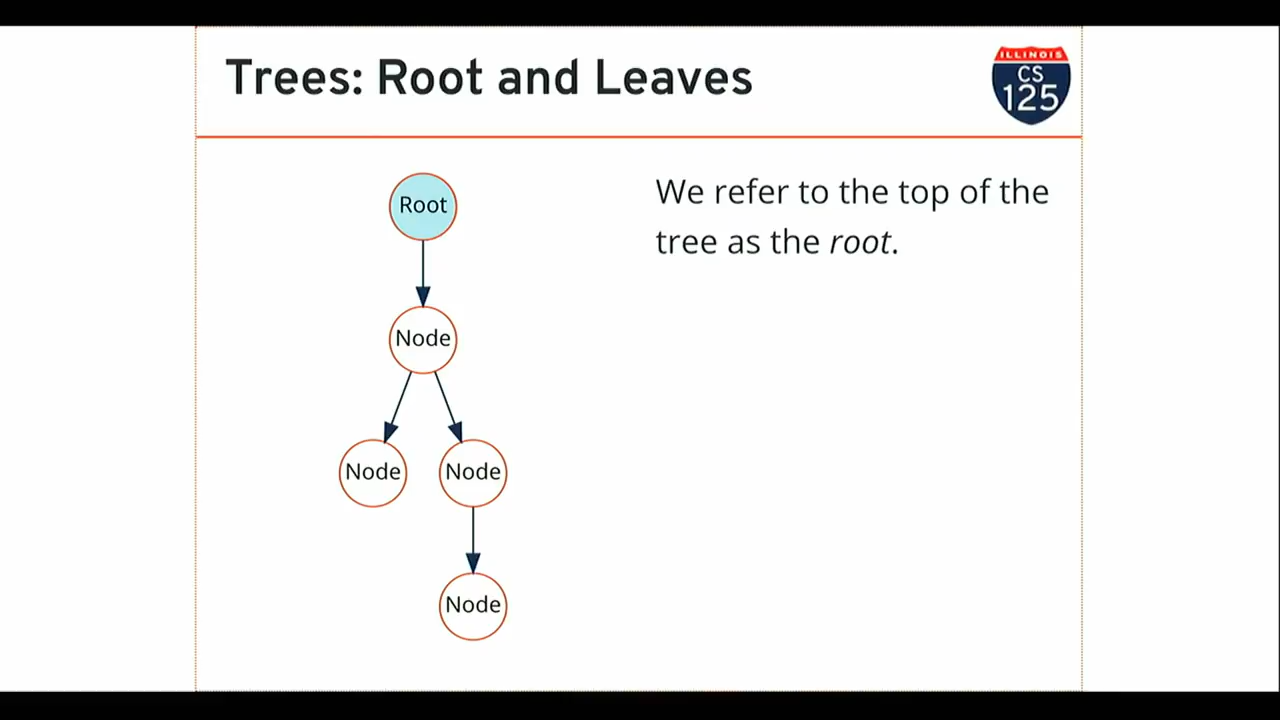 Trees: Root and Leaves
ILLINOIS
CS
125
Root
We refer to the top of the
tree as the root.
Node
Node
Node
Node